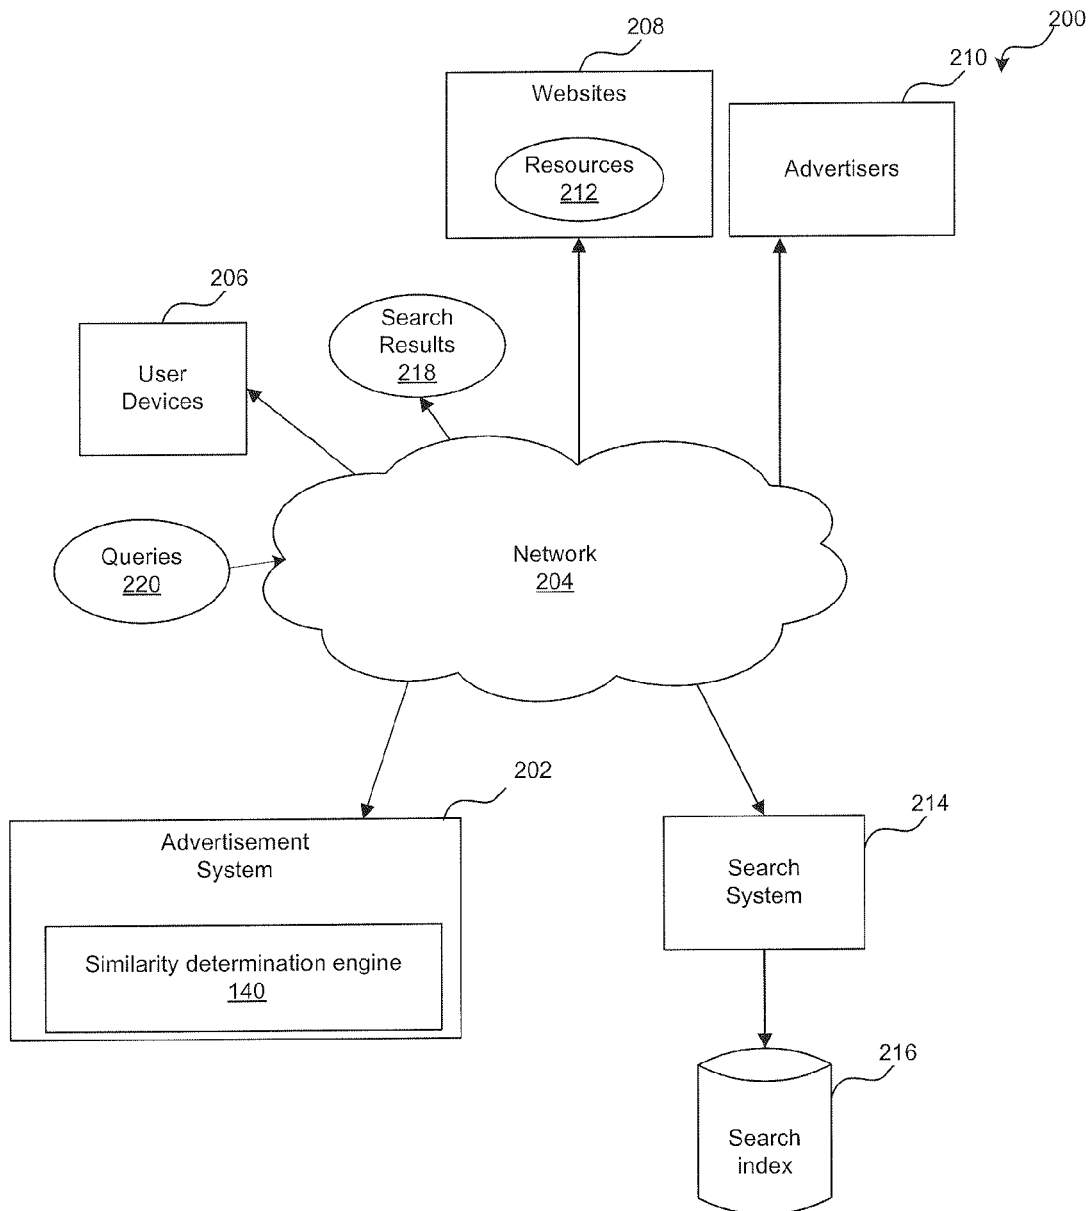 200
208
210
Websites
Resources
212
Advertisers
206
Search
Results
218
User
Devices
Queries
220
Network
204
202
214
Advertisement
System
Search
System
Similarity determination engine
140
216
Search
index